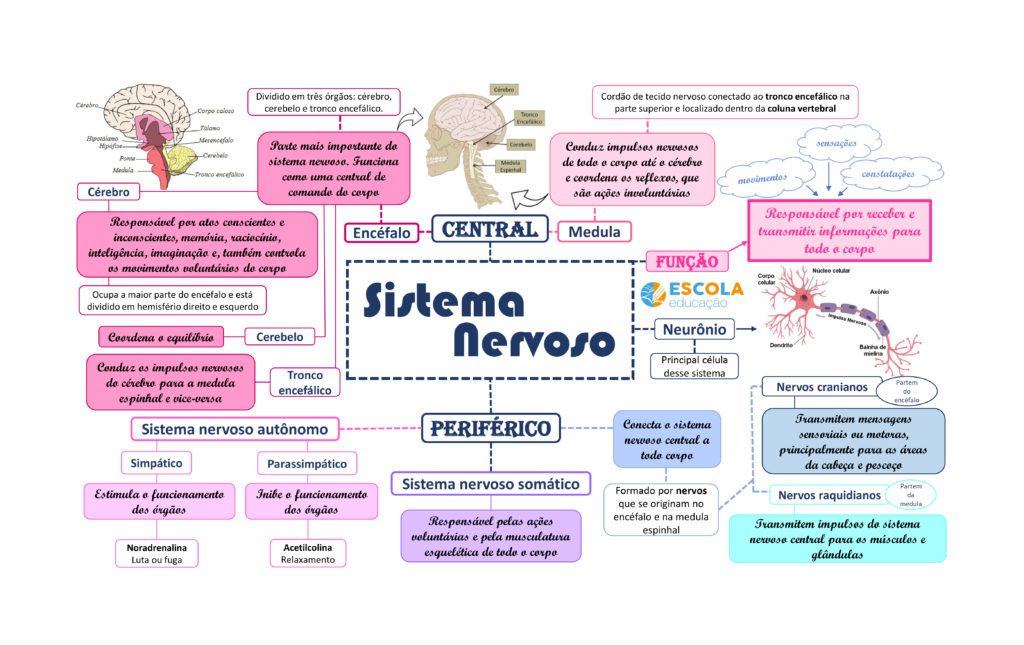 Cérebro
Corpo caloso
Tálamo
Hipotálamo
Mesencéfalo
Hipófise
Ponte
Cerebelo
Medula
Tronco encefálico
Dividido em três órgãos: cérebro,
cerebelo e tronco encefálico.
Parte mais importante do
sistema nervoso. Funciona
como uma central de
comando do corpo
Cérebro
Tronco
Encefálico
Cerebelo
Medula
Espinhal
Cordão de tecido nervoso conectado ao tronco encefálico na
parte superior e localizado dentro da coluna vertebral
Conduz impulsos nervosos
de todo o corpo até o cérebro
e coordena os reflexos, que
são ações involuntárias
sensações
movimentos
constatações
Responsável por receber e
transmitir informações para
todo o corpo
FUNÇÃO
Encéfalo
CENTRAL
Medula
Cérebro
Responsável por atos conscientes e
inconscientes, memória, raciocínio,
inteligência, imaginação e, também controla
os movimentos voluntários do corpo
Ocupa a maior parte do encéfalo e está
dividido em hemisfério direito e esquerdo
Coordena o equilíbrio
Cerebelo
Conduz os impulsos nervosos
do cérebro para a medula
espinhal e vice-versa
Tronco
encefálico
Sistema
Nervoso
ESCOLA
educação
Neurônio
Principal célula
desse sistema
Núcleo celular
Corpo
celular
Axônio
Impulso Nervoso
Dendrito
Bainha de
mielina
PERIFÉRICO
Sistema nervoso autônomo
Simpático
Parassimpático
Estimula o funcionamento
dos órgãos
Inibe o funcionamento
dos órgãos
Noradrenalina
Luta ou fuga
Acetilcolina
Relaxamento
Sistema nervoso somático
Responsável pelas ações
voluntárias e pela musculatura
esquelética de todo o corpo
Conecta o sistema
nervoso central a
todo corpo
Formado por nervos
que se originam no
encéfalo e na medula
espinhal
Nervos cranianos
Partem
do
encéfalo
Transmitem mensagens
sensoriais ou motoras,
principalmente para as áreas
da cabeça e pescoço
Nervos raquidianos
Partem
da
medula
Transmitem impulsos do sistema
nervoso central para os músculos e
glândulas